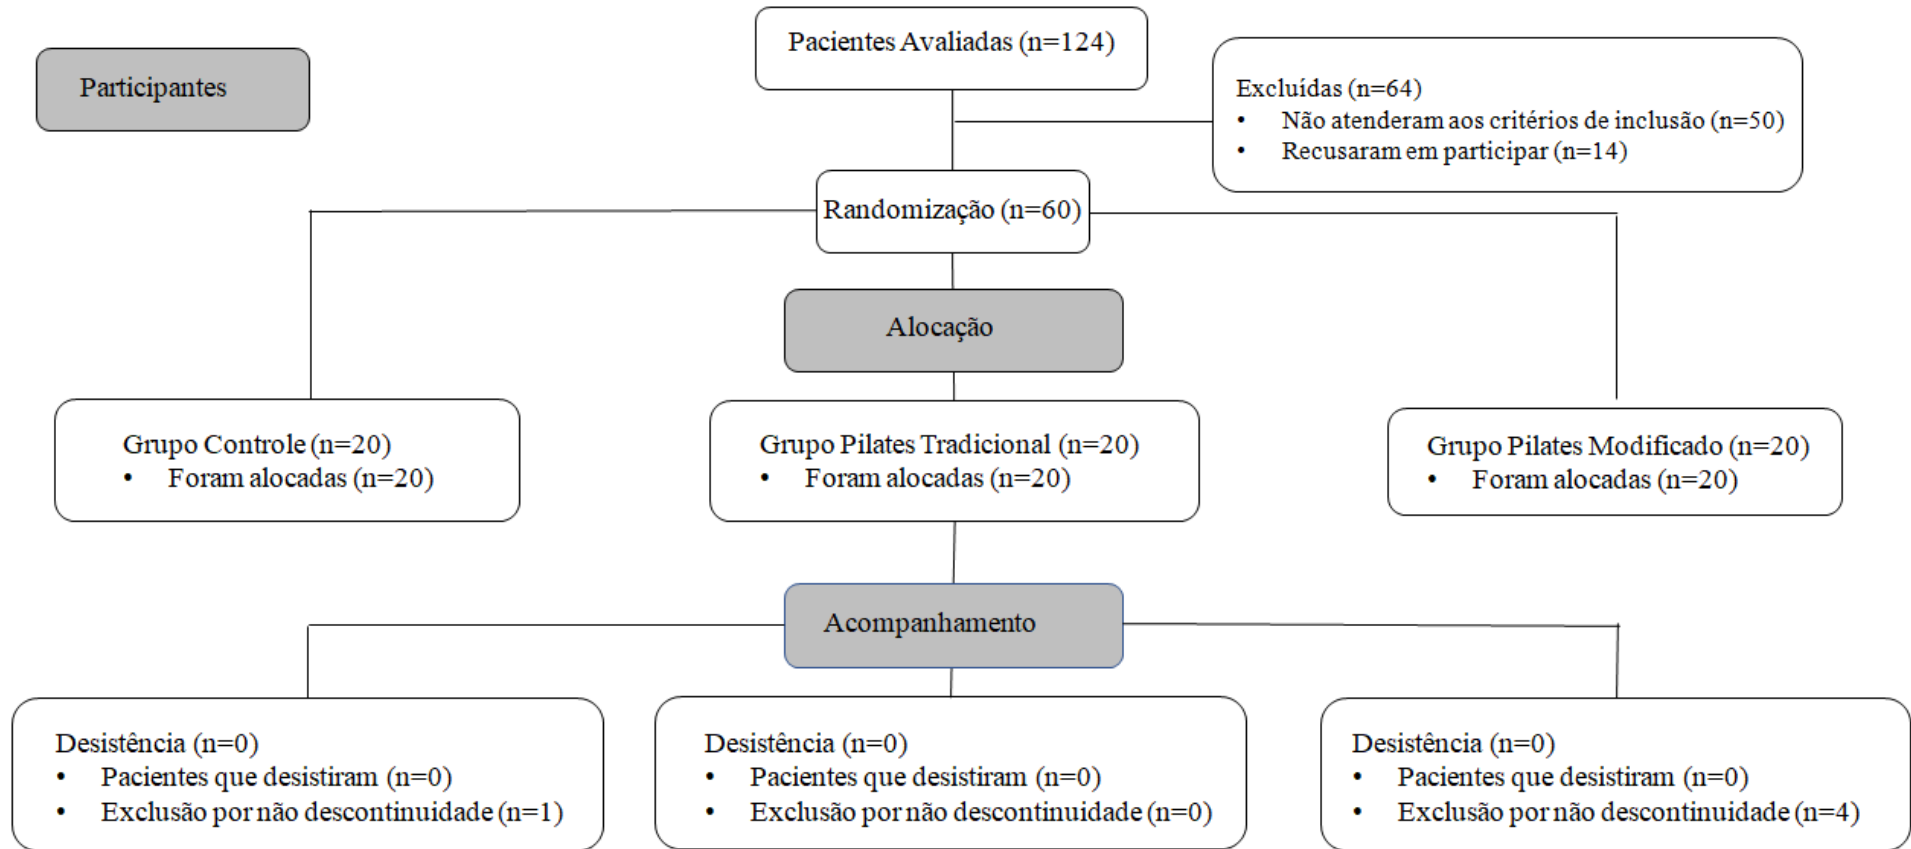 Pacientes Avaliadas (n=124)
Participantes
Excluídas (n=64)
• Não atenderam aos critérios de inclusão (n=50)
• Recusaram em participar (n=14)
Randomização (n=60)
Alocação
Grupo Controle (n=20)
• Foram alocadas (n=20)
Grupo Pilates Tradicional (n=20)
• Foram alocadas (n=20)
Grupo Pilates Modificado (n=20)
• Foram alocadas (n=20)
Acompanhamento
Desistência (n=0)
• Pacientes que desistiram (n=0)
• Exclusão por não descontinuidade (n=1)
Desistência (n=0)
• Pacientes que desistiram (n=0)
• Exclusão por não descontinuidade (n=0)
Desistência (n=0)
• Pacientes que desistiram (n=0)
• Exclusão por não descontinuidade (n=4)